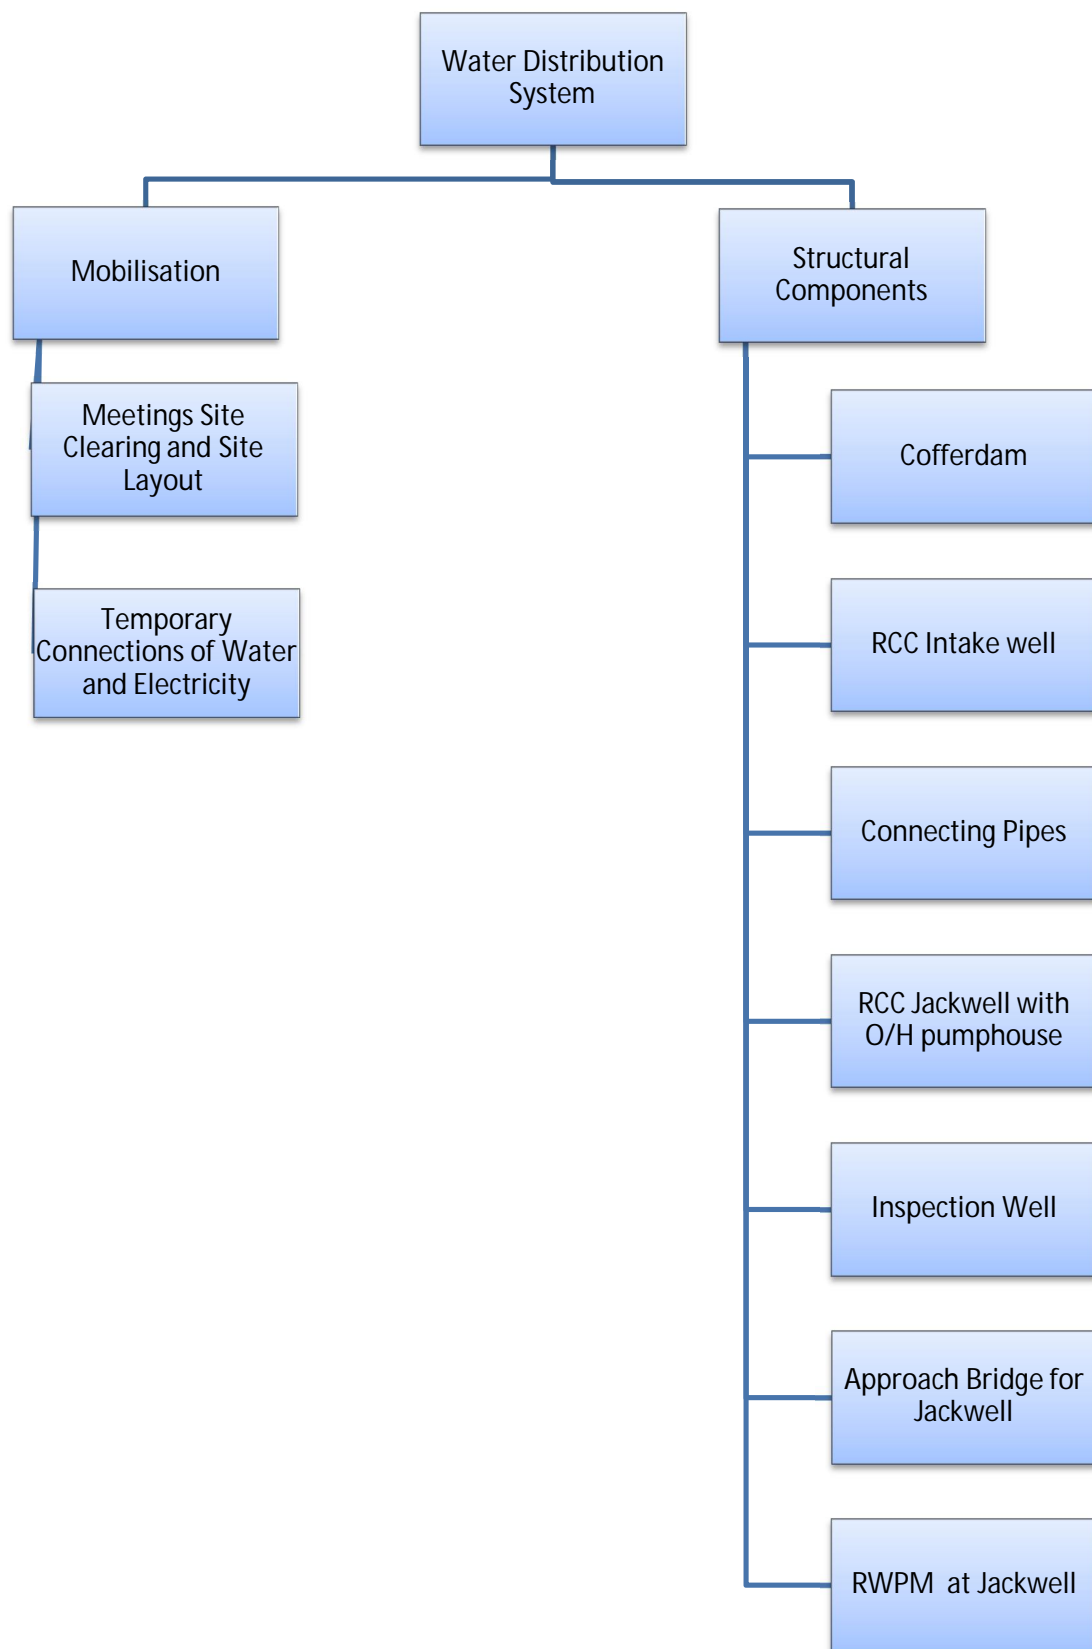 Water Distribution
System
Mobilisation
Structural
Components
Meetings Site
Clearing and Site
Layout
Temporary
Connections of Water
and Electricity
Cofferdam
RCC Intake well
Connecting Pipes
RCC Jackwell with
O/H pumphouse
Inspection Well
Approach Bridge for
Jackwell
RWPM at Jackwell